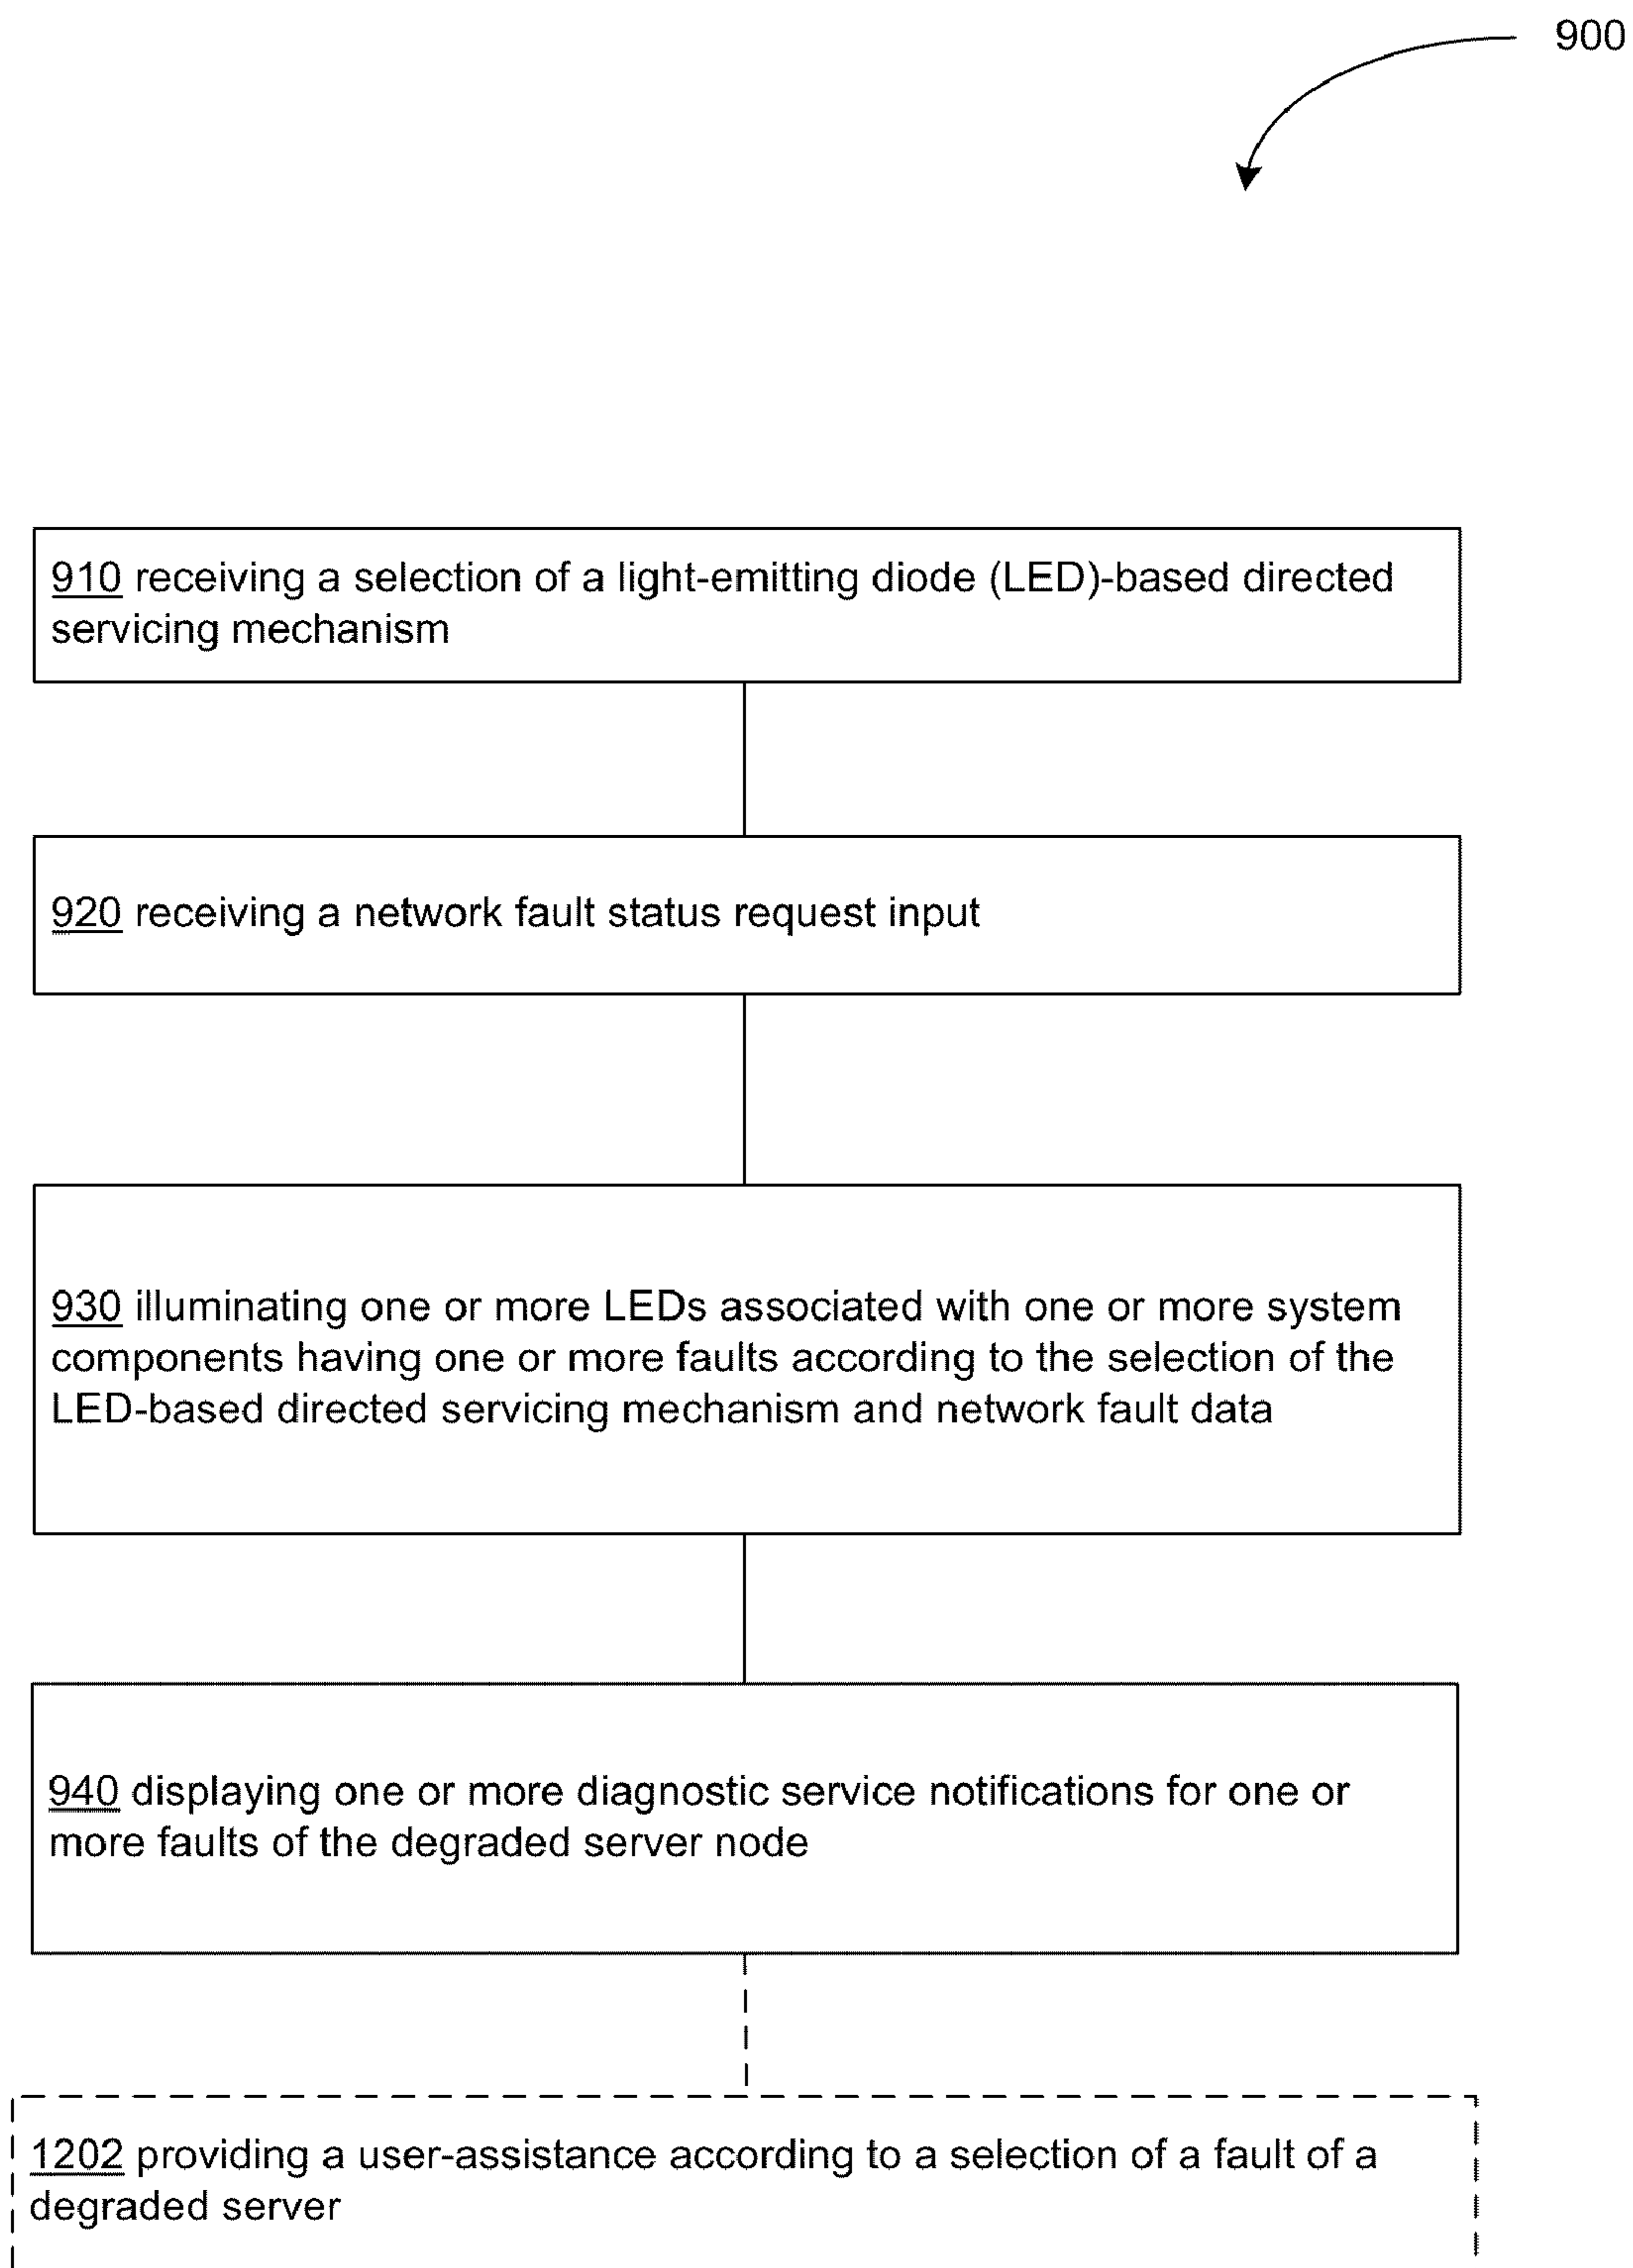 900
910 receiving a selection of a light-emitting diode (LED)-based directed
servicing mechanism
920 receiving a network fault status request input
930 illuminating one or more LEDs associated with one or more system
components having one or more faults according to the selection of the
LED-based directed servicing mechanism and network fault data
940 displaying one or more diagnostic service notifications for one or
more faults of the degraded server node
1202 providing a user-assistance according to a selection of a fault of a
degraded server